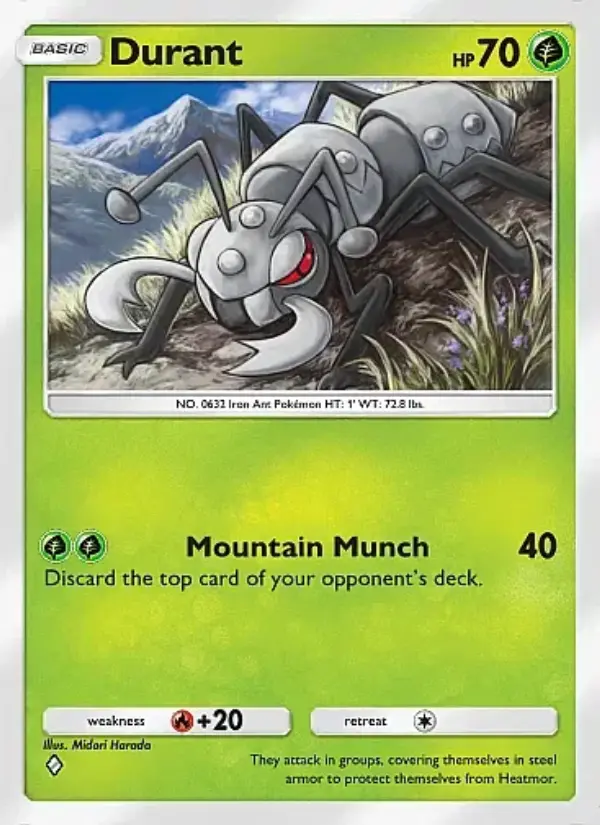 BASIC Durant HP 70
NO. 0632 Iron Ant Pokémon HT: 1' WT: 72.8 lbs.
Mountain Munch 40
Discard the top card of your opponent's deck.
weakness +20 retreat
Illus. Midori Harada
They attack in groups, covering themselves in steel
armor to protect themselves from Heatmor.